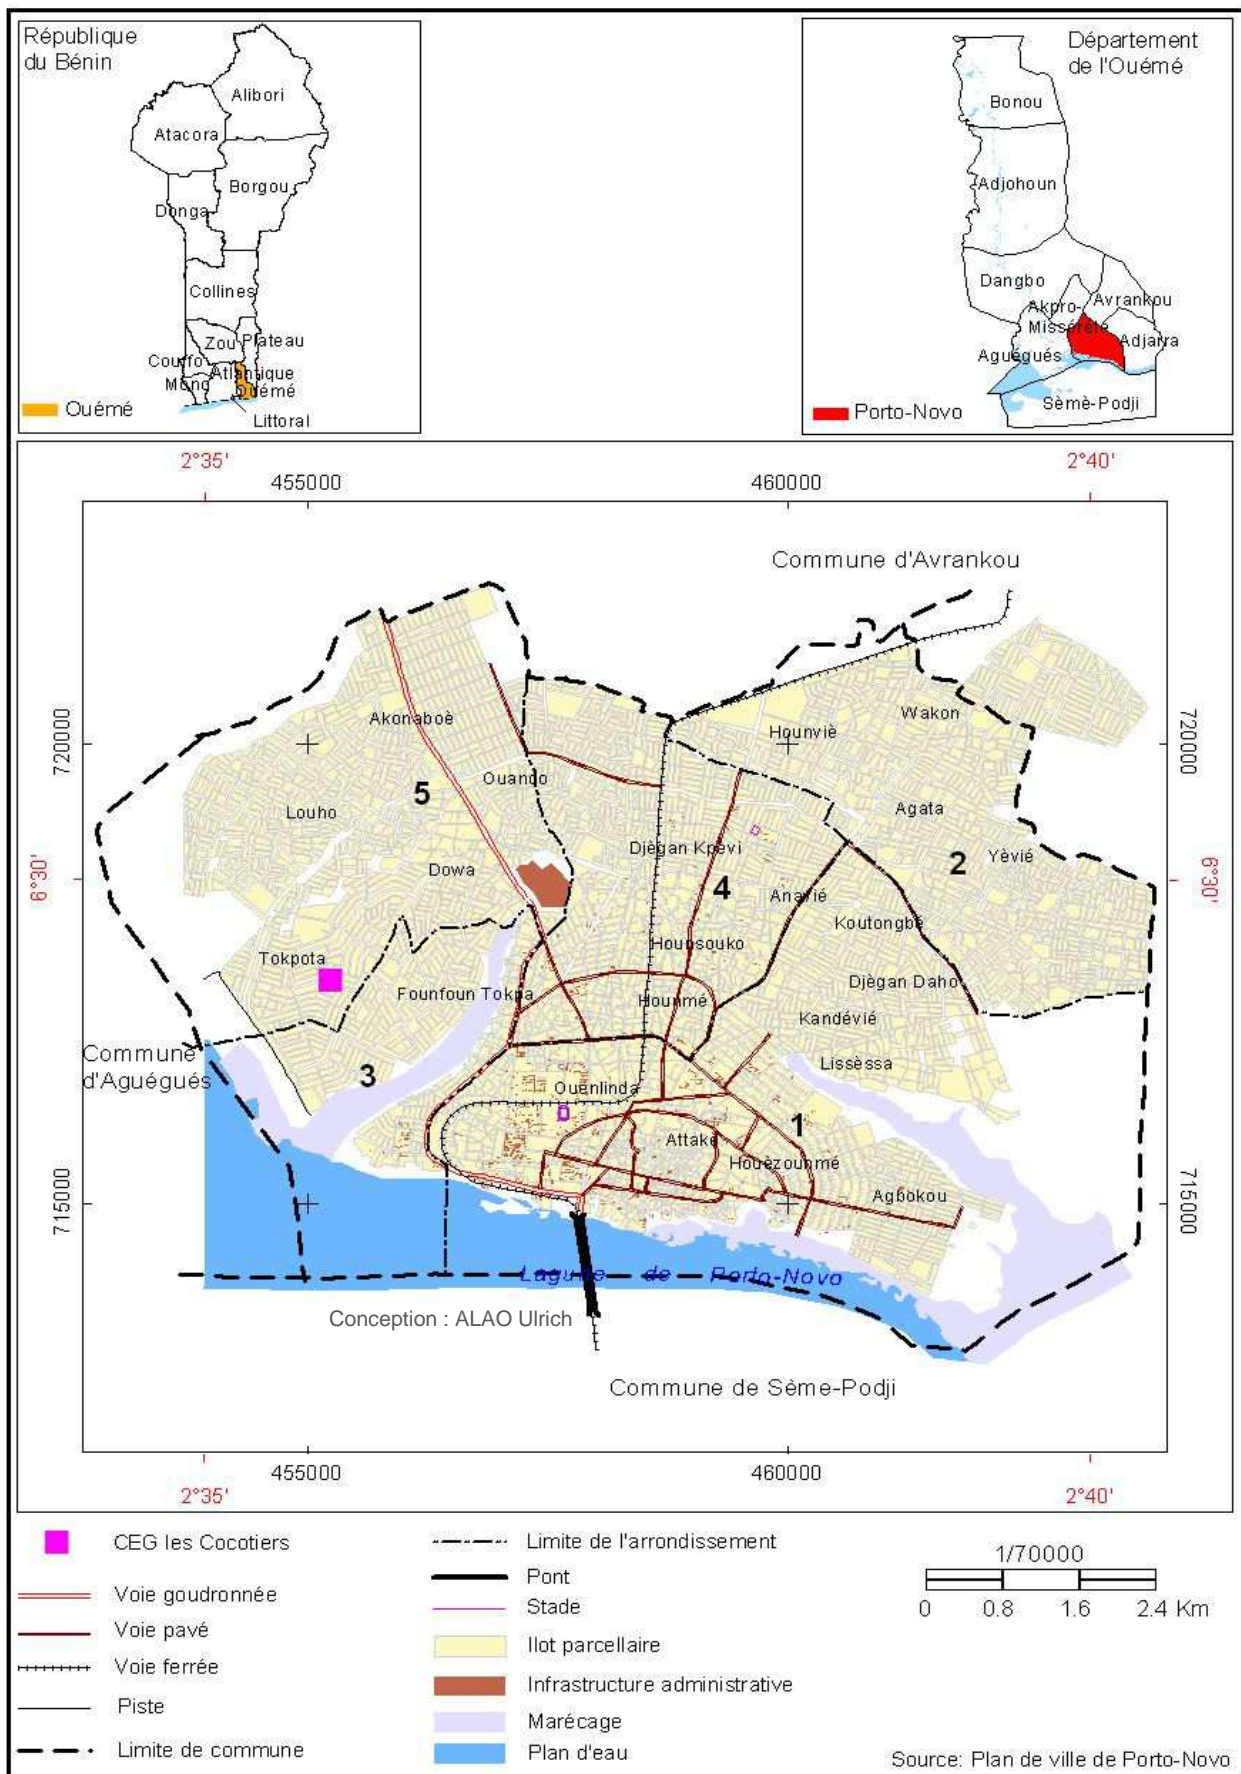 République
du Bénin
Alibori
Atacora
Borgou
Donga
Collines
Zou
Plateau
Couffo
Mono
Atlantique
Ouémé
Littoral
Ouémé
Département
de l'Ouémé
Bonou
Adjohoun
Dangbo
Akpro-
Missérété
Avrankou
Adjarra
Aguégués
Sèmè-Podji
Porto-Novo
2°35'
2°40'
455000
460000
Commune d'Avrankou
720000
720000
Akonaboè
Wakon
Hounviè
Ouando
5
Louho
Agata
Djègan Kpèvi
Yèvié
2
6°30'
6°30'
Dowa
4
Anavié
Koutongbé
Hounsouko
Tokpota
Founfoun Tokpa
Hounmé
Djègan Daho
Kandévié
Commune
d'Aguégués
3
Lissèssa
Ouenlinda
1
Attaké
Houèzounmé
Agbokou
715000
715000
Lagune de Porto-Novo
Conception : ALAO Ulrich
Commune de Sème-Podji
455000
460000
2°35'
2°40'
CEG les Cocotiers
Voie goudronnée
Voie pavé
Voie ferrée
Piste
Limite de commune
Limite de l'arrondissement
Pont
Stade
Ilot parcellaire
Infrastructure administrative
Marécage
Plan d'eau
1/70000
0 0.8 1.6 2.4 Km
Source: Plan de ville de Porto-Novo